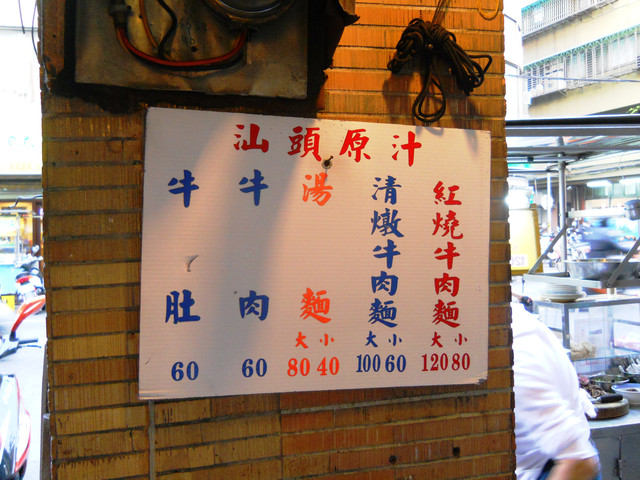 汕頭原汁
紅燒牛肉麵
大 小
120 80
清燉牛肉麵
大 小
100 60
湯麵
大 小
80 40
牛肉
60
牛肚
60